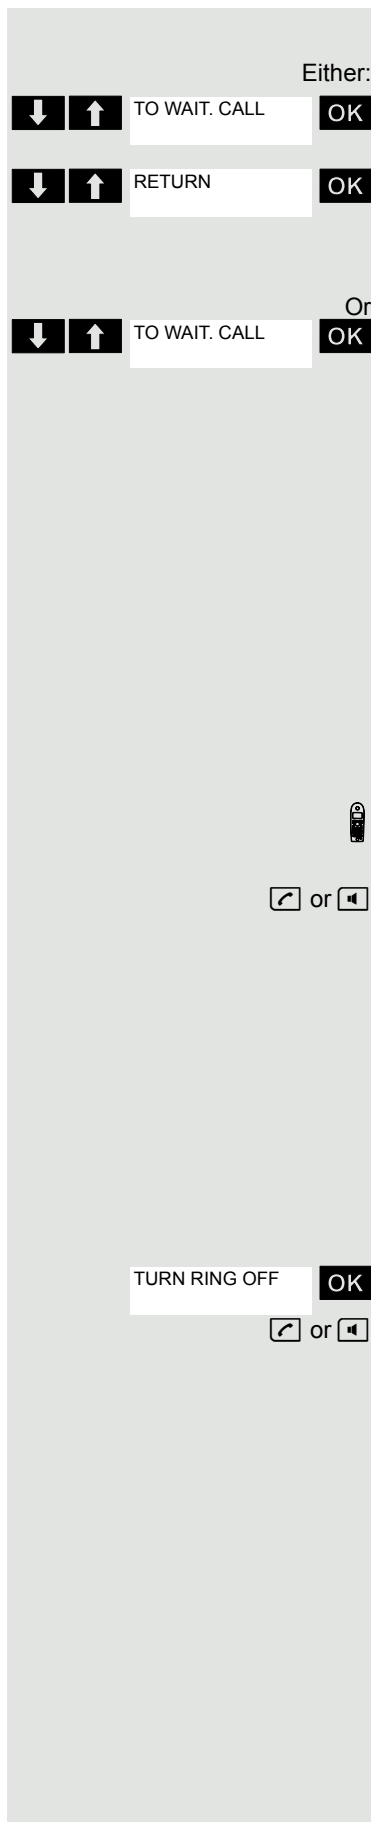 Either:
TO WAIT. CALL OK
RETURN OK
Or
TO WAIT. CALL OK
or
TURN RING OFF OK
or